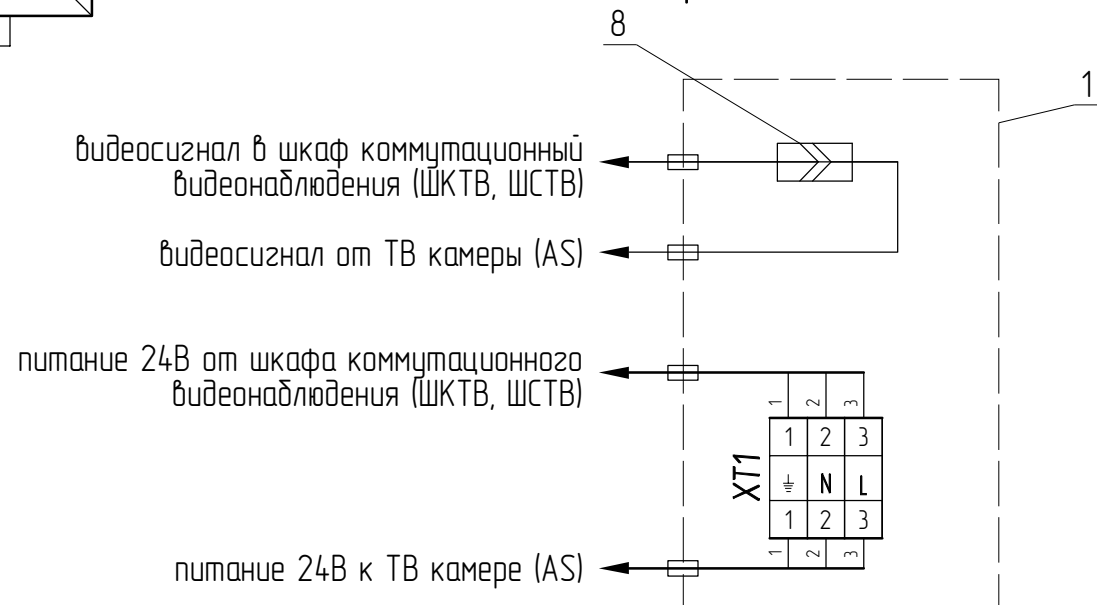 8
1
видеосигнал в шкаф коммутационный
видеонаблюдения (ШКТВ, ШСТВ)
видеосигнал от ТВ камеры (AS)
питание 24В от шкафа коммутационного
видеонаблюдения (ШКТВ, ШСТВ)
1 2 3
1 2 3
XT1
N L
1 2 3
1 2 3
питание 24В к ТВ камере (AS)